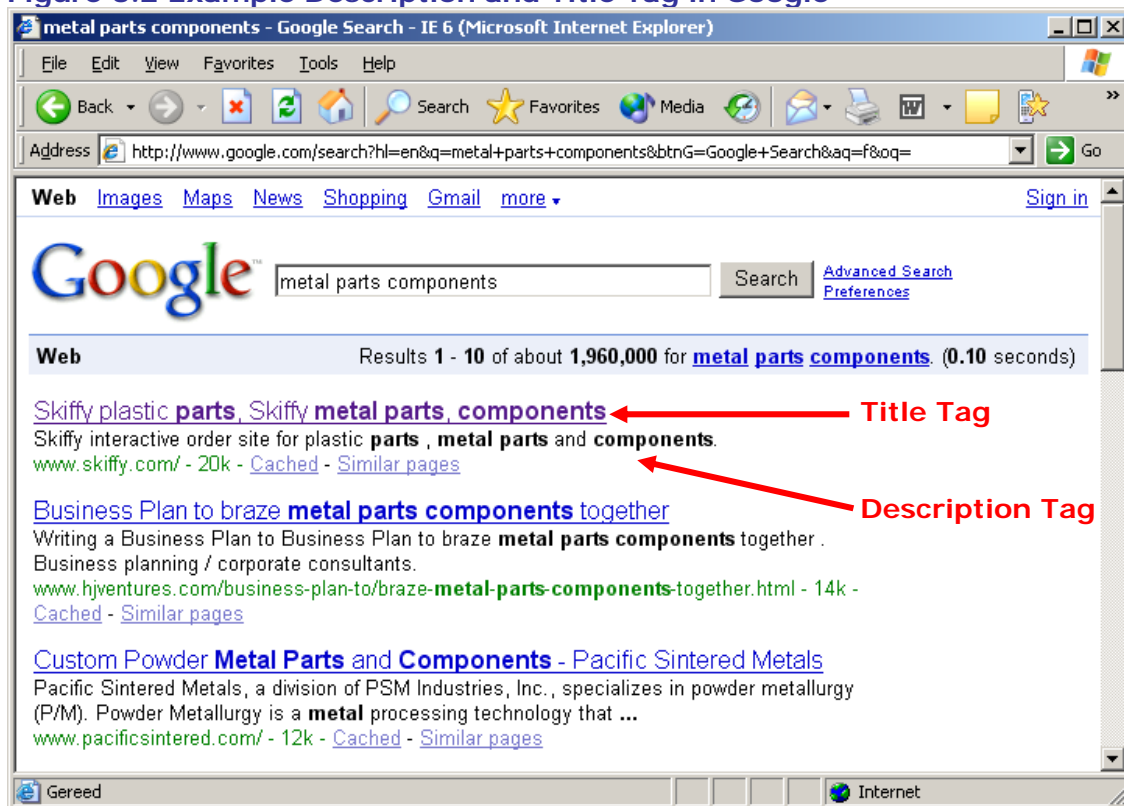 metal parts components - Google Search - IE 6 (Microsoft Internet Explorer)
File Edit View Favorites Tools Help
Back Search Favorites Media »
Address http://www.google.com/search?hl=en&q=metal+parts+components&btnG=Google+Search&aq=f&oq= Go
Web Images Maps News Shopping Gmail more Sign in
Google™ metal parts components Search Advanced Search
Preferences
Web Results 1 - 10 of about 1,960,000 for metal parts components. (0.10 seconds)
Skiffy plastic parts, Skiffy metal parts, components Title Tag
Skiffy interactive order site for plastic parts , metal parts and components.
www.skiffy.com/ - 20k - Cached - Similar pages
Description Tag
Business Plan to braze metal parts components together
Writing a Business Plan to Business Plan to braze metal parts components together .
Business planning / corporate consultants.
www.hjventures.com/business-plan-to/braze-metal-parts-components-together.html - 14k -
Cached - Similar pages
Custom Powder Metal Parts and Components - Pacific Sintered Metals
Pacific Sintered Metals, a division of PSM Industries, Inc., specializes in powder metallurgy
(P/M). Powder Metallurgy is a metal processing technology that ...
www.pacificsintered.com/ - 12k - Cached - Similar pages
Gereed Internet